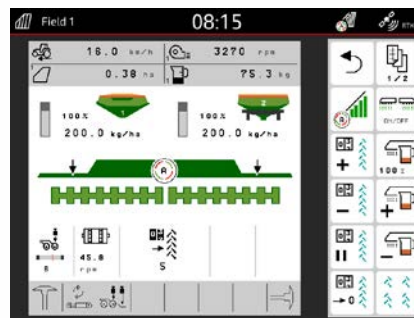 Field 1 08:15
16.0 km/h 3270 rpm
0.38 ha 75.3 kg
1/2
1 2
100% 100%
200.0 kg/ha 200.0 kg/ha
ON/OFF
A
100%
45.8
rpm
S